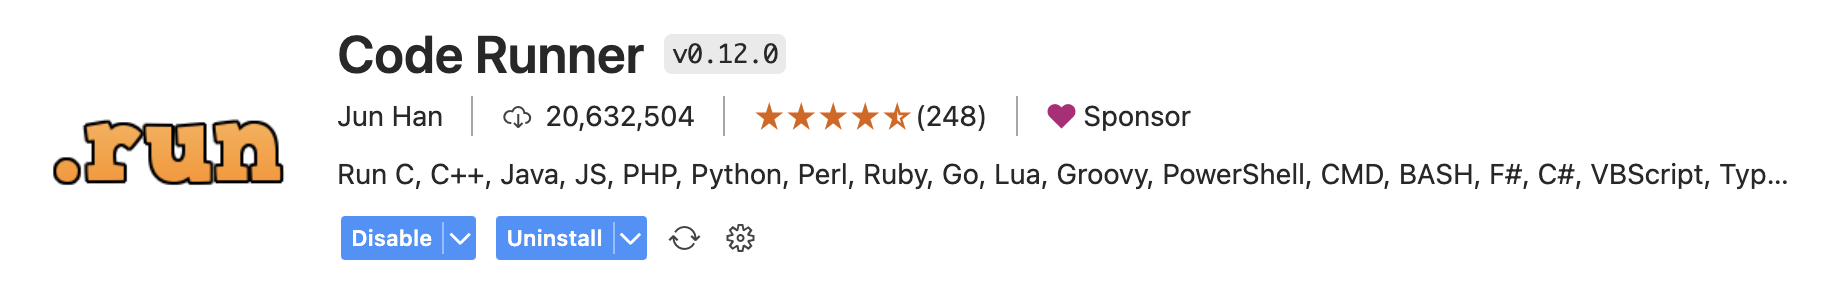 .run
Code Runner v0.12.0
Jun Han 20,632,504 (248) Sponsor
Run C, C++, Java, JS, PHP, Python, Perl, Ruby, Go, Lua, Groovy, PowerShell, CMD, BASH, F#, C#, VBScript, Typ...
Disable Uninstall